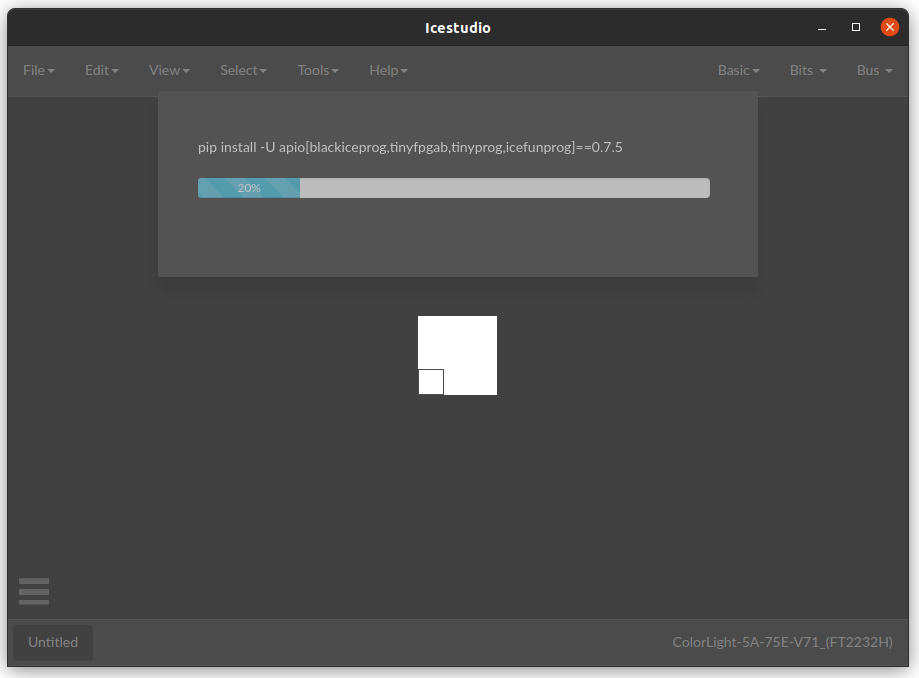 Icestudio
File Edit View Select Tools Help Basic Bits Bus
pip install -U apio[blackiceprog,tinyfpgab,tinyprog,icefunprog]==0.7.5
20%
Untitled
ColorLight-5A-75E-V71_(FT2232H)